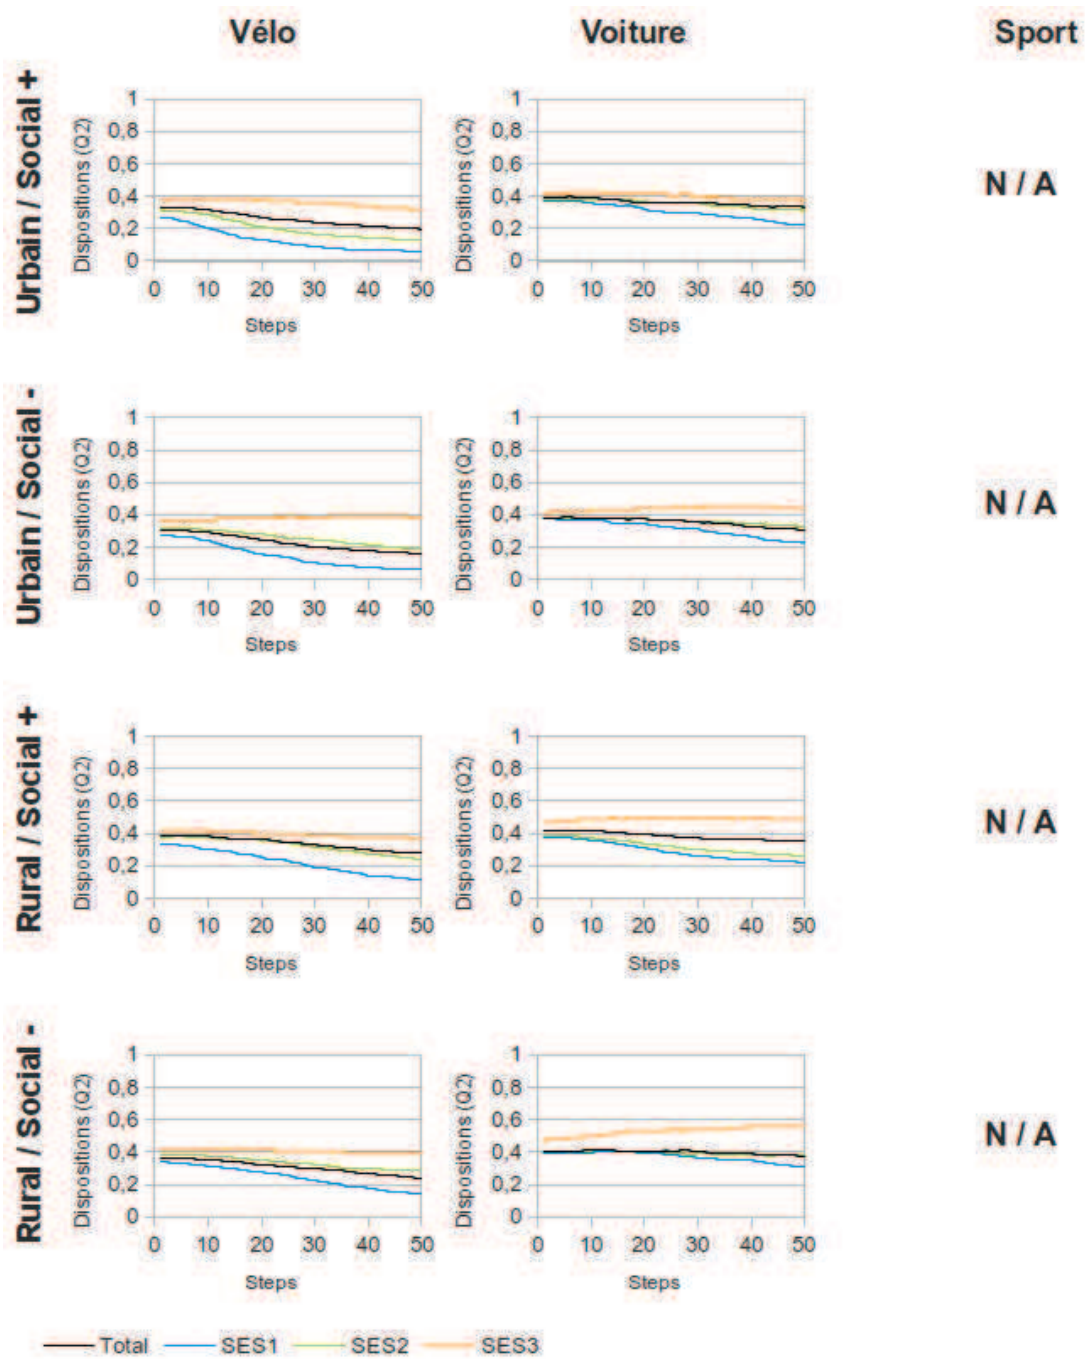 Vélo Voiture Sport
Urbain / Social +
Dispositions (Q2)
1
0,8
0,6
0,4
0,2
0
0 10 20 30 40 50
Steps
Dispositions (Q2)
1
0,8
0,6
0,4
0,2
0
0 10 20 30 40 50
Steps
N / A
Urbain / Social -
Dispositions (Q2)
1
0,8
0,6
0,4
0,2
0
0 10 20 30 40 50
Steps
Dispositions (Q2)
1
0,8
0,6
0,4
0,2
0
0 10 20 30 40 50
Steps
N / A
Rural / Social +
Dispositions (Q2)
1
0,8
0,6
0,4
0,2
0
0 10 20 30 40 50
Steps
Dispositions (Q2)
1
0,8
0,6
0,4
0,2
0
0 10 20 30 40 50
Steps
N / A
Rural / Social -
Dispositions (Q2)
1
0,8
0,6
0,4
0,2
0
0 10 20 30 40 50
Steps
Dispositions (Q2)
1
0,8
0,6
0,4
0,2
0
0 10 20 30 40 50
Steps
N / A
Total SES1 SES2 SES3